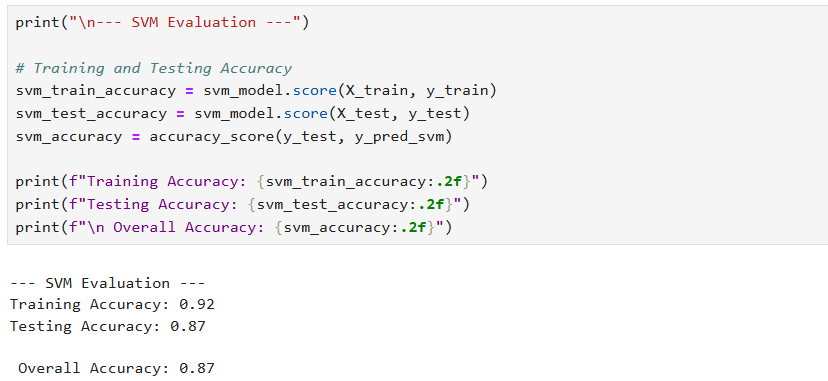 print("\n--- SVM Evaluation ---")
# Training and Testing Accuracy
svm_train_accuracy = svm_model.score(X_train, y_train)
svm_test_accuracy = svm_model.score(X_test, y_test)
svm_accuracy = accuracy_score(y_test, y_pred_svm)
print(f"Training Accuracy: {svm_train_accuracy:.2f}")
print(f"Testing Accuracy: {svm_test_accuracy:.2f}")
print(f"\n Overall Accuracy: {svm_accuracy:.2f}")
--- SVM Evaluation ---
Training Accuracy: 0.92
Testing Accuracy: 0.87
Overall Accuracy: 0.87